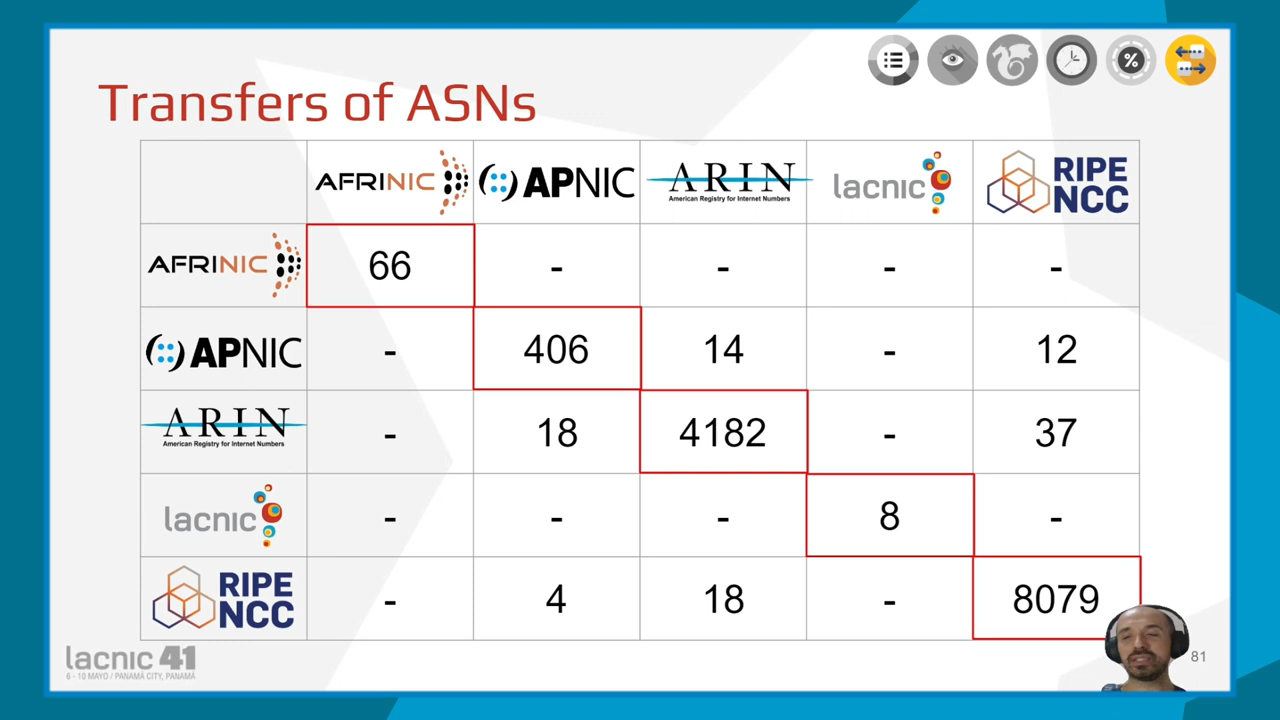 Transfers of ASNs
%
AFRINIC APNIC ARIN American Registry for Internet Numbers lacnic RIPE NCC
AFRINIC 66 - - - -
APNIC - 406 14 - 12
ARIN American Registry for Internet Numbers - 18 4182 - 37
lacnic - - - 8 -
RIPE NCC - 4 18 - 8079
lacnic 41
6 - 10 MAYO / PANAMÁ CITY, PANAMÁ
81